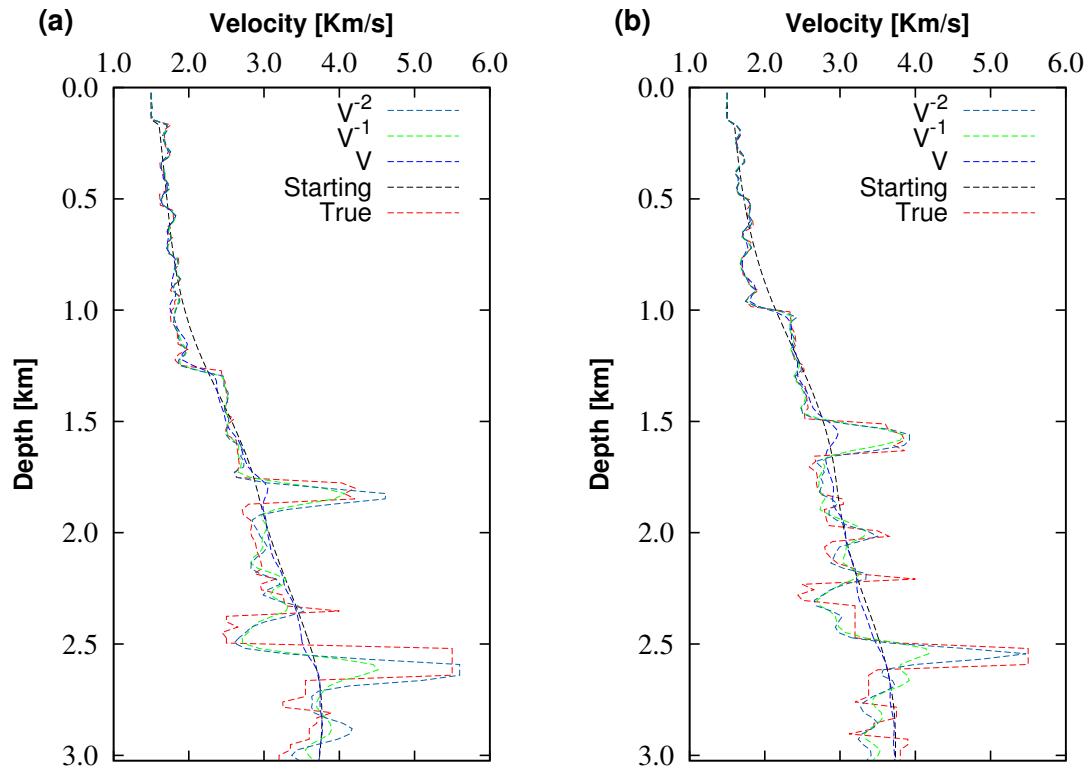 (a) Velocity [Km/s]
1.0 2.0 3.0 4.0 5.0 6.0
0.0
0.5
1.0
1.5
2.0
2.5
3.0
Depth [km]
V⁻²
V⁻¹
V
Starting
True
(b) Velocity [Km/s]
1.0 2.0 3.0 4.0 5.0 6.0
0.0
0.5
1.0
1.5
2.0
2.5
3.0
Depth [km]
V⁻²
V⁻¹
V
Starting
True